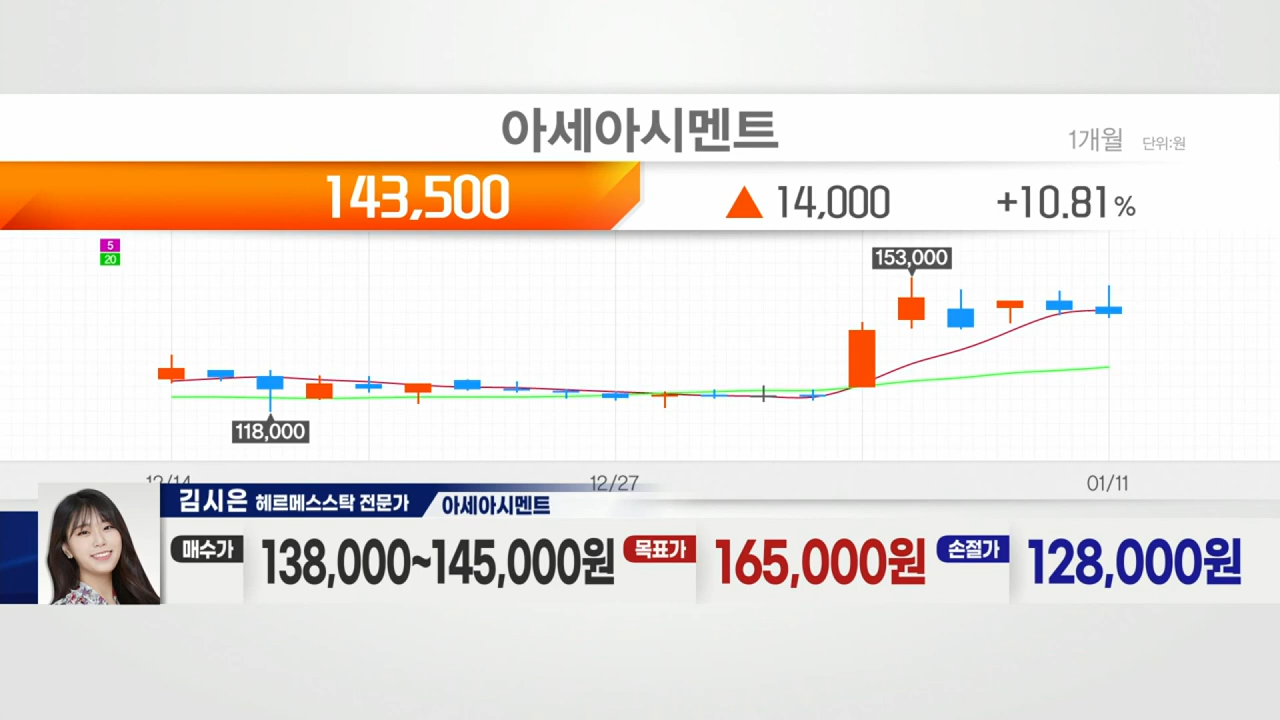 아세아시멘트
1개월 단위:원
143,500 ▲ 14,000 +10.81%
5
20
153,000
118,000
12/14 12/27 01/11
김시은 헤르메스스탁 전문가 아세아시멘트
매수가 138,000~145,000원 목표가 165,000원 손절가 128,000원